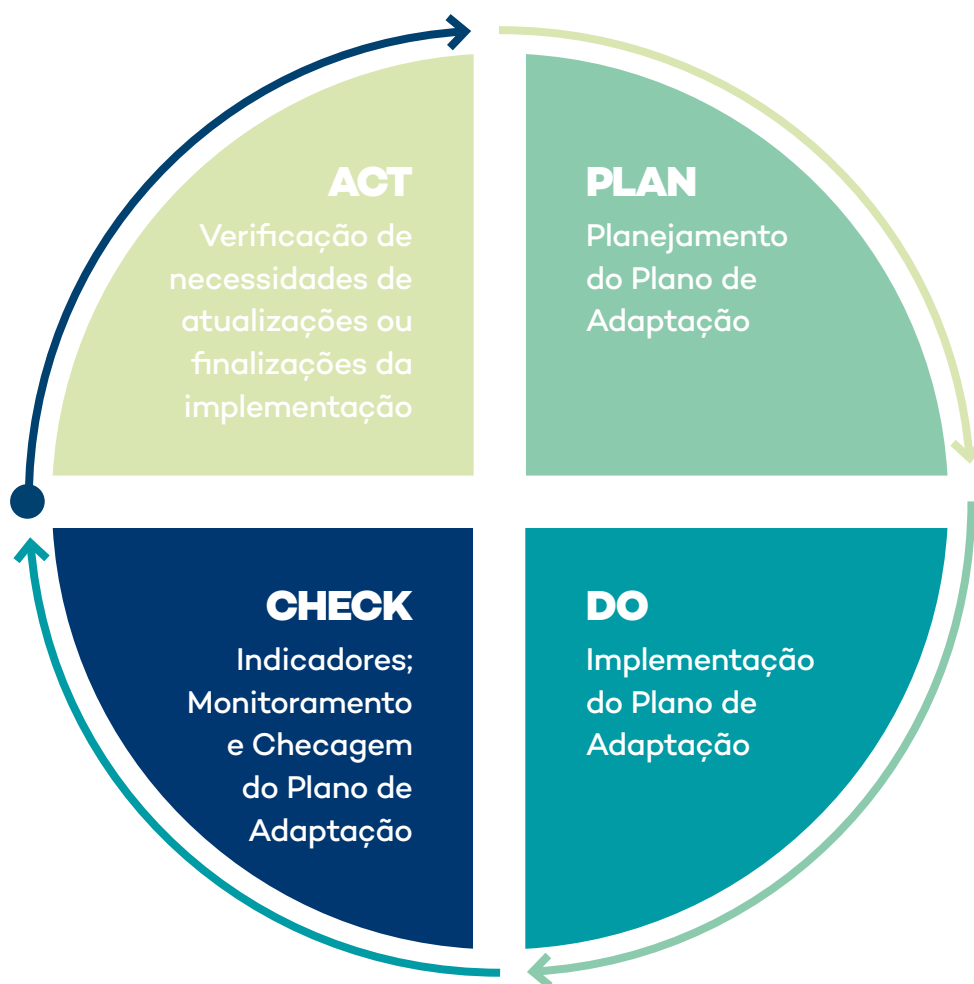 ACT
Verificação de
necessidades de
atualizações ou
finalizações da
implementação
PLAN
Planejamento
do Plano de
Adaptação
CHECK
Indicadores;
Monitoramento
e Checagem
do Plano de
Adaptação
DO
Implementação
do Plano de
Adaptação